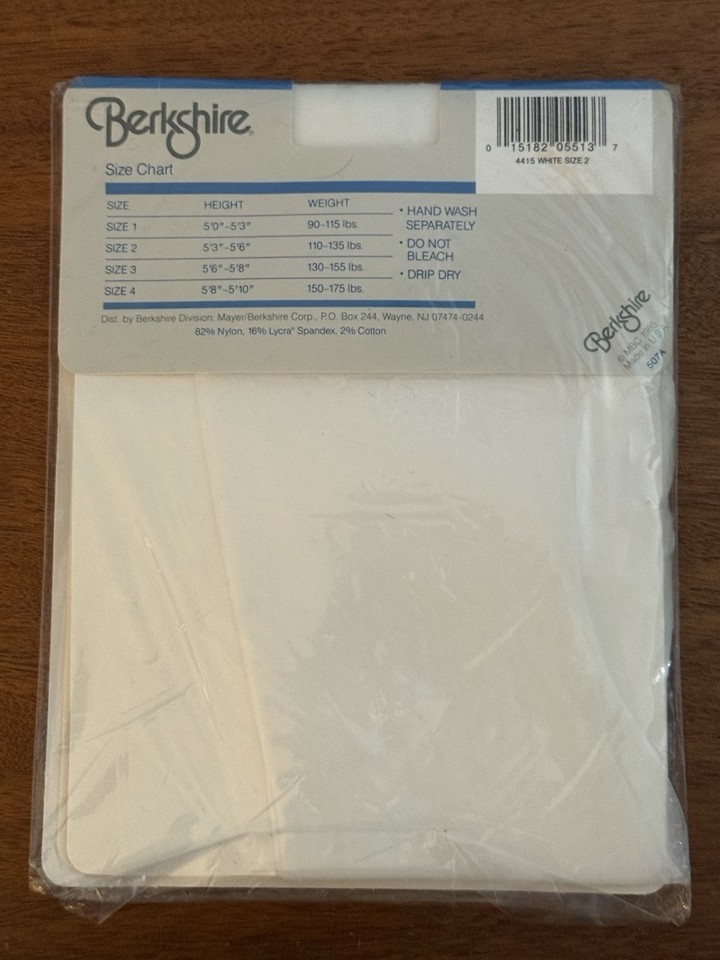 Berkshire®
0 15182 05513 7
4415 WHITE SIZE 2
Size Chart
SIZE HEIGHT WEIGHT
SIZE 1 5'0"–5'3" 90–115 lbs.
SIZE 2 5'3"–5'6" 110–135 lbs.
SIZE 3 5'6"–5'8" 130–155 lbs.
SIZE 4 5'8"–5'10" 150–175 lbs.
• HAND WASH
SEPARATELY
• DO NOT
BLEACH
• DRIP DRY
Dist. by Berkshire Division: Mayer/Berkshire Corp., P.O. Box 244, Wayne, NJ 07474-0244
82% Nylon, 16% Lycra® Spandex, 2% Cotton
Berkshire
© MBC
Made in U.S.
507A